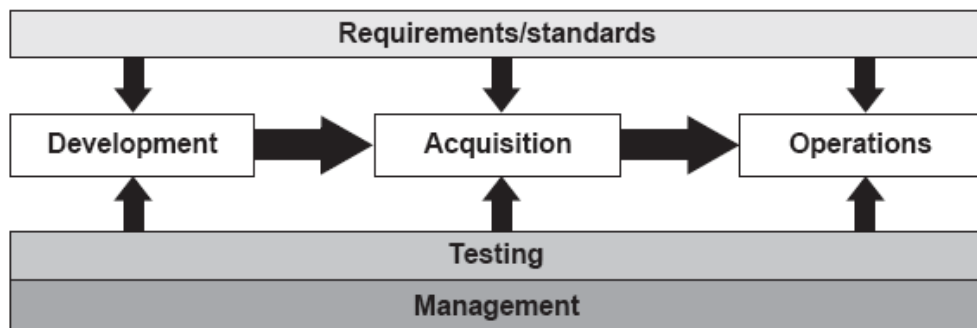 Requirements/standards
Development Acquisition Operations
Testing
Management